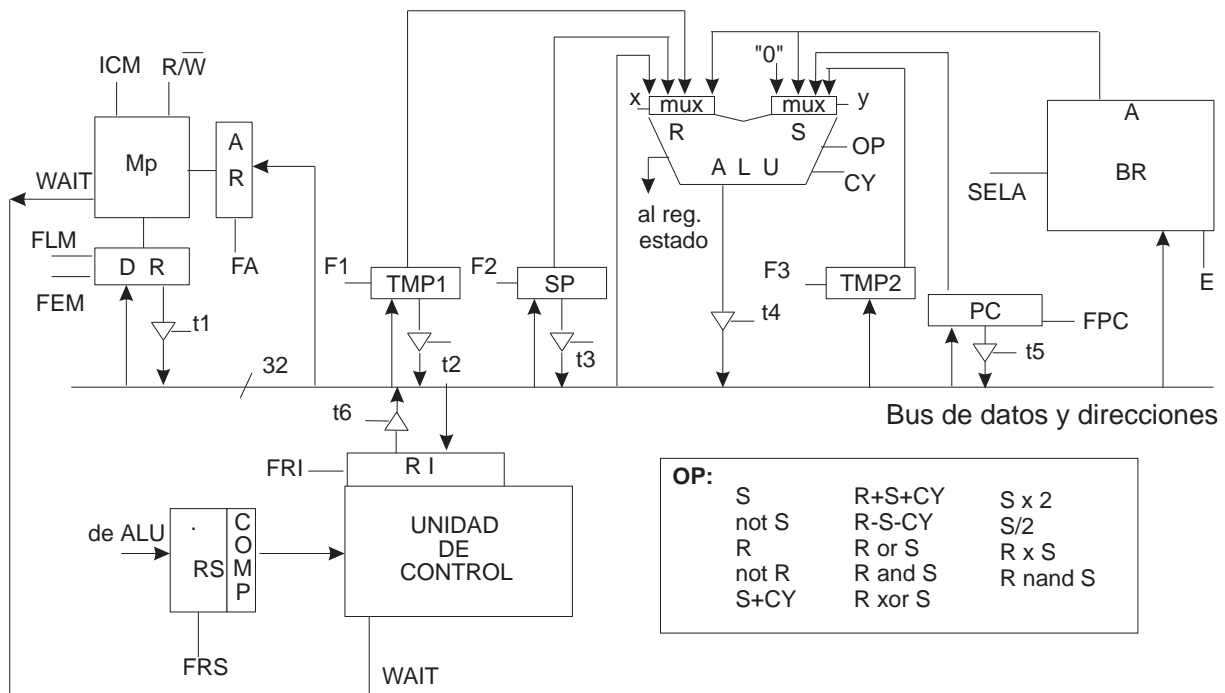 ICM
R/W̅
"0"
x
mux
mux
y
R
S
A
A
R
Mp
OP
A L U
BR
WAIT
CY
SELA
al reg.
estado
FLM
D R
FA
FEM
F1
TMP1
F2
SP
F3
TMP2
E
PC
FPC
t1
t2
t3
t4
t5
32
t6
Bus de datos y direcciones
FRI
R I
de ALU
.
RS
C
O
M
P
UNIDAD
DE
CONTROL
FRS
WAIT
OP:
S R+S+CY S x 2
not S R-S-CY S/2
R R or S R x S
not R R and S R nand S
S+CY R xor S